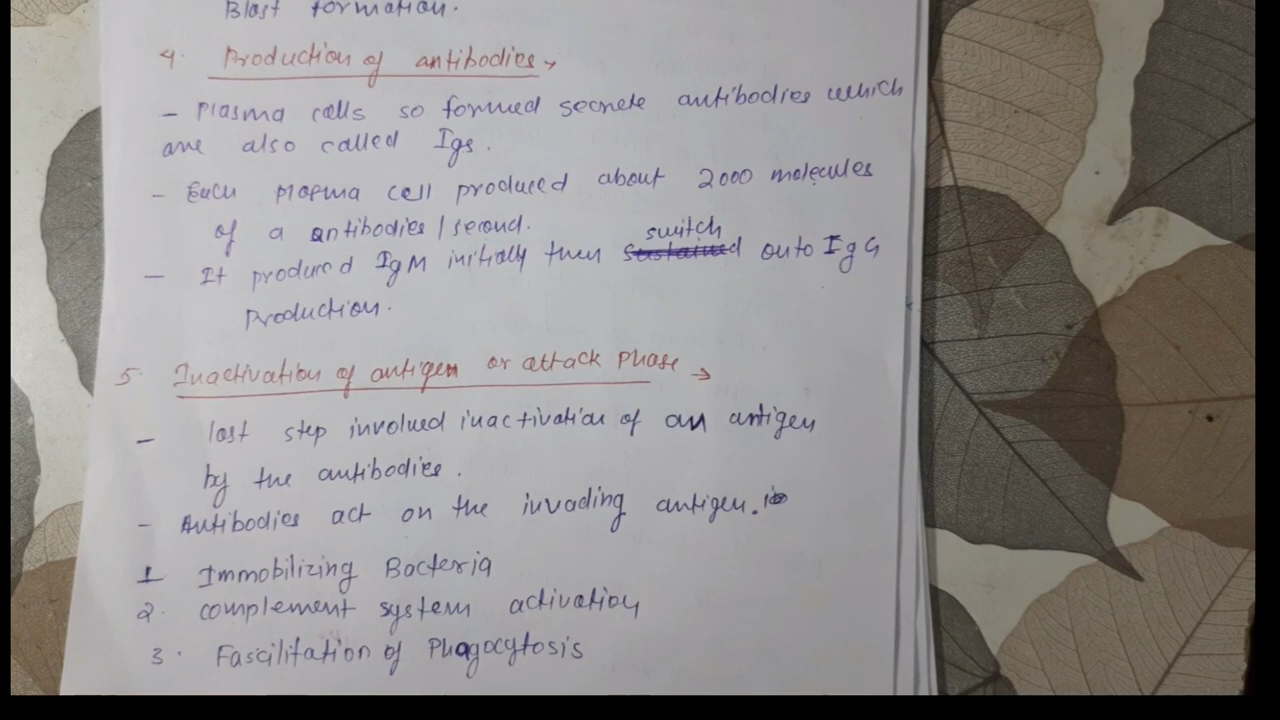 Blast formation.
4. Production of antibodies →
- Plasma cells so formed secrete antibodies which
are also called Igs.
- Each plasma cell produced about 2000 molecules
of a antibodies / second.
switch
- It produced IgM initially then sustained onto IgG
Production.
5. Inactivation of antigen or attack phase →
- last step involved inactivation of an antigen
by the antibodies.
- Antibodies act on the invading antigen.
1 Immobilizing Bacteria
2. complement system activation
3. Fascilitation of Phagocytosis